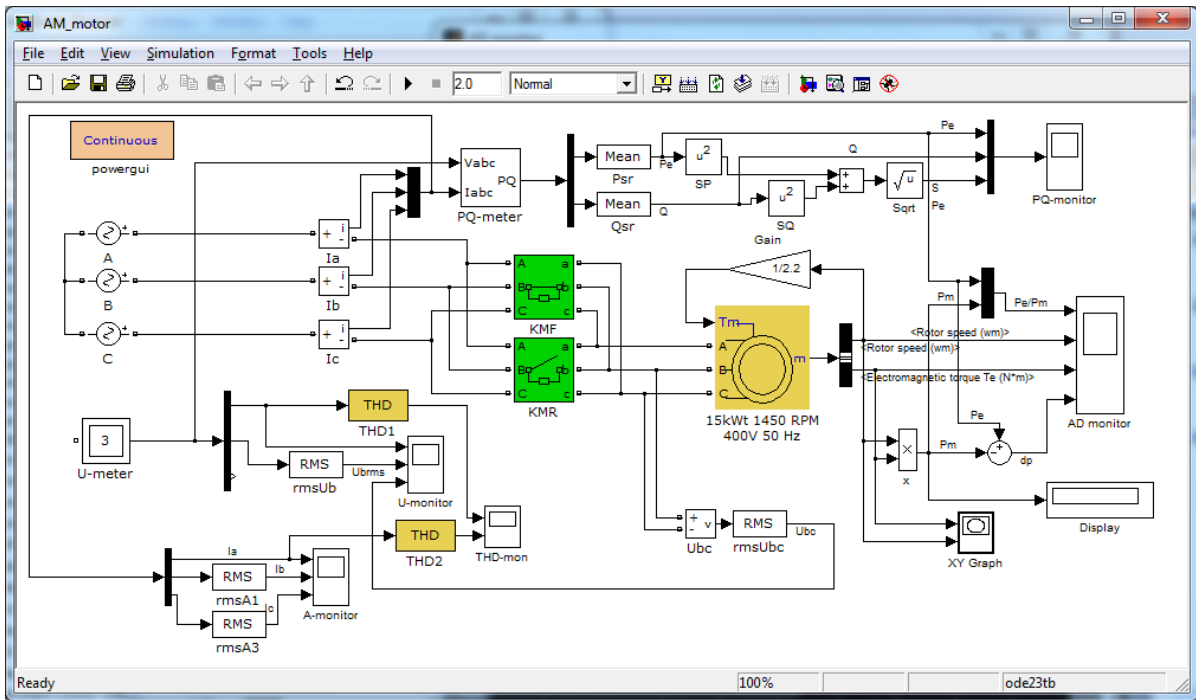 AM_motor
File Edit View Simulation Format Tools Help
2.0 Normal
Continuous
powergui
Vabc
Iabc
PQ
PQ-meter
Mean
Psr
Pe
u²
SP
Pe
Q
Mean
Qsr
Q
u²
SQ
Gain
+
+
√u
Sqrt
S
Pe
PQ-monitor
A
B
C
+ i
-
Ia
+ i
-
Ib
+ i
-
Ic
A a
B b
C c
KMF
A a
B b
C c
KMR
1/2.2
Tm
A
B
C
m
15kWt 1450 RPM
400V 50 Hz
Pm
Pe/Pm
<Rotor speed (wm)>
<Rotor speed (wm)>
<Electromagnetic torque Te (N*m)>
AD monitor
Pe
x
x
Pm
dp
Display
XY Graph
3
U-meter
THD
THD1
RMS
rmsUb
Ubrms
U-monitor
THD
THD2
THD-mon
+
-
v
Ubc
RMS
rmsUbc
Ubc
Ia
RMS
rmsA1
Ib
RMS
rmsA3
Ic
A-monitor
Ready 100% ode23tb